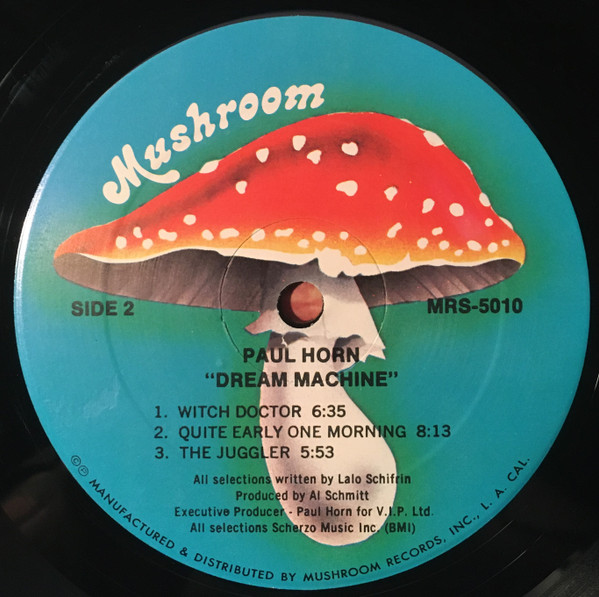 Mushroom
SIDE 2
MRS-5010
PAUL HORN
"DREAM MACHINE"
1. WITCH DOCTOR 6:35
2. QUITE EARLY ONE MORNING 8:13
3. THE JUGGLER 5:53
All selections written by Lalo Schifrin
Produced by Al Schmitt
Executive Producer - Paul Horn for V.I.P. Ltd.
All selections Scherzo Music Inc. (BMI)
©℗ MANUFACTURED & DISTRIBUTED BY MUSHROOM RECORDS, INC., L. A. CAL.